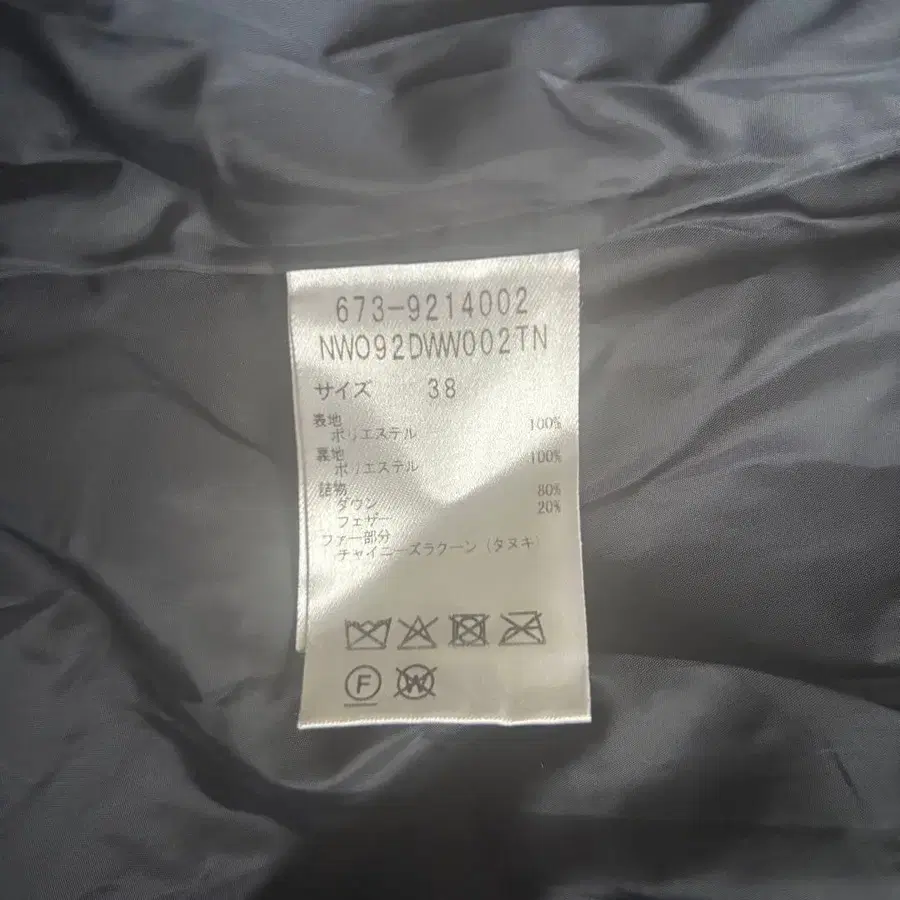 673-9214002
NW092DWW002TN
サイズ 38
表地
ポリエステル 100%
裏地
ポリエステル 100%
詰物
ダウン 80%
フェザー 20%
ファー部分
チャイニーズラクーン(タヌキ)
F
W